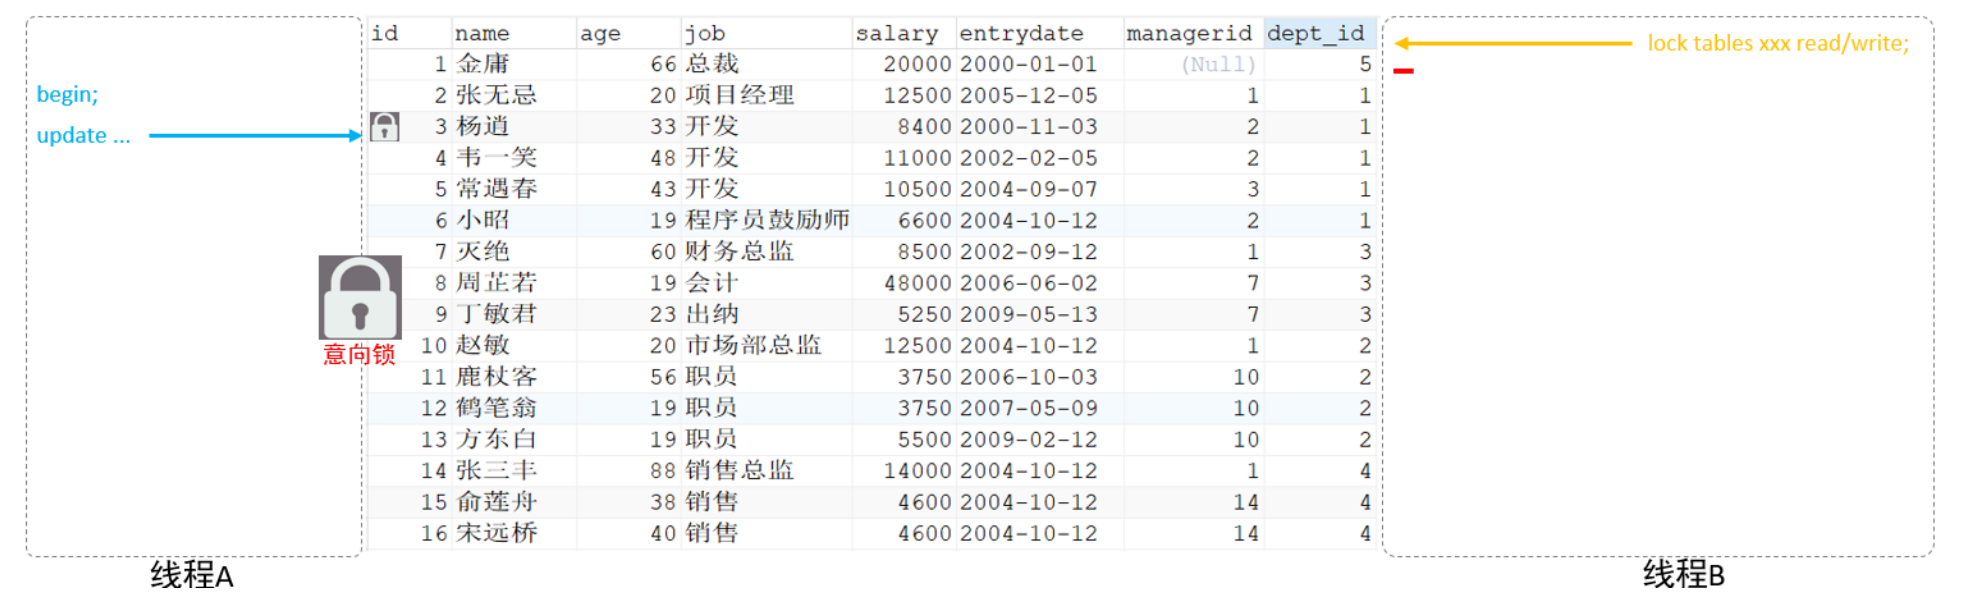 id name age job salary entrydate managerid dept_id
lock tables xxx read/write;
1 金庸 66 总裁 20000 2000-01-01 (Null) 5
begin;
2 张无忌 20 项目经理 12500 2005-12-05 1 1
update ...
3 杨逍 33 开发 8400 2000-11-03 2 1
4 韦一笑 48 开发 11000 2002-02-05 2 1
5 常遇春 43 开发 10500 2004-09-07 3 1
6 小昭 19 程序员鼓励师 6600 2004-10-12 2 1
7 灭绝 60 财务总监 8500 2002-09-12 1 3
8 周芷若 19 会计 48000 2006-06-02 7 3
9 丁敏君 23 出纳 5250 2009-05-13 7 3
意向锁
10 赵敏 20 市场部总监 12500 2004-10-12 1 2
11 鹿杖客 56 职员 3750 2006-10-03 10 2
12 鹤笔翁 19 职员 3750 2007-05-09 10 2
13 方东白 19 职员 5500 2009-02-12 10 2
14 张三丰 88 销售总监 14000 2004-10-12 1 4
15 俞莲舟 38 销售 4600 2004-10-12 14 4
16 宋远桥 40 销售 4600 2004-10-12 14 4
线程A
线程B